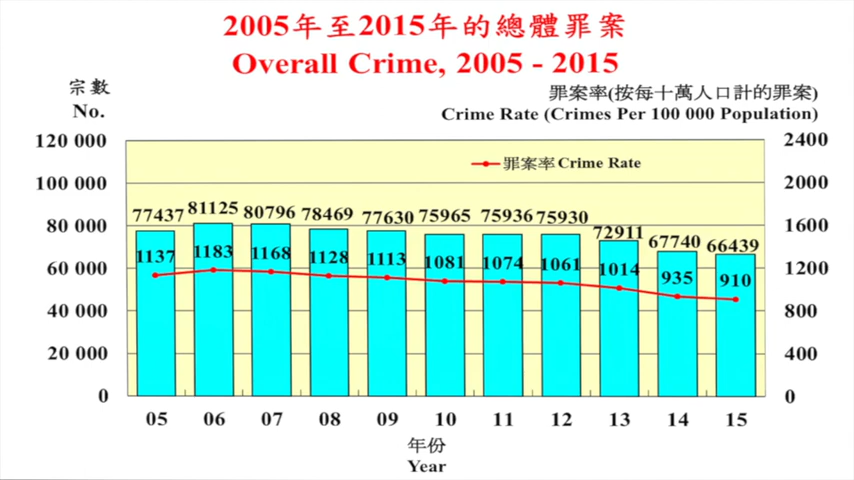 2005年至2015年的總體罪案
Overall Crime, 2005 - 2015
宗數
No.
罪案率(按每十萬人口計的罪案)
Crime Rate (Crimes Per 100 000 Population)
罪案率 Crime Rate
120 000
100 000
80 000
60 000
40 000
20 000
0
2400
2000
1600
1200
800
400
0
77437 81125 80796 78469 77630 75965 75936 75930 72911 67740 66439
1137 1183 1168 1128 1113 1081 1074 1061 1014 935 910
05 06 07 08 09 10 11 12 13 14 15
年份
Year